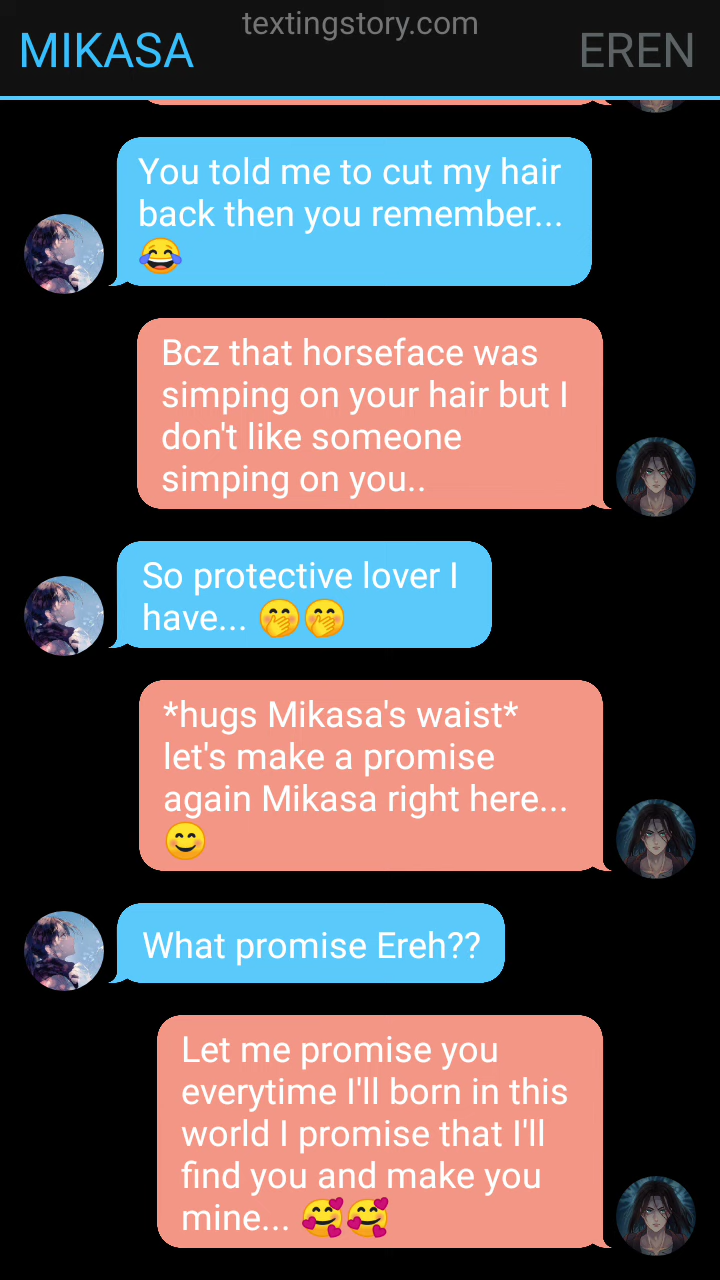 textingstory.com
MIKASA
EREN
You told me to cut my hair
back then you remember...
😂
Bcz that horseface was
simping on your hair but I
don't like someone
simping on you..
So protective lover I
have... 🤭🤭
*hugs Mikasa's waist*
let's make a promise
again Mikasa right here...
😊
What promise Ereh??
Let me promise you
everytime I'll born in this
world I promise that I'll
find you and make you
mine... 🥰🥰